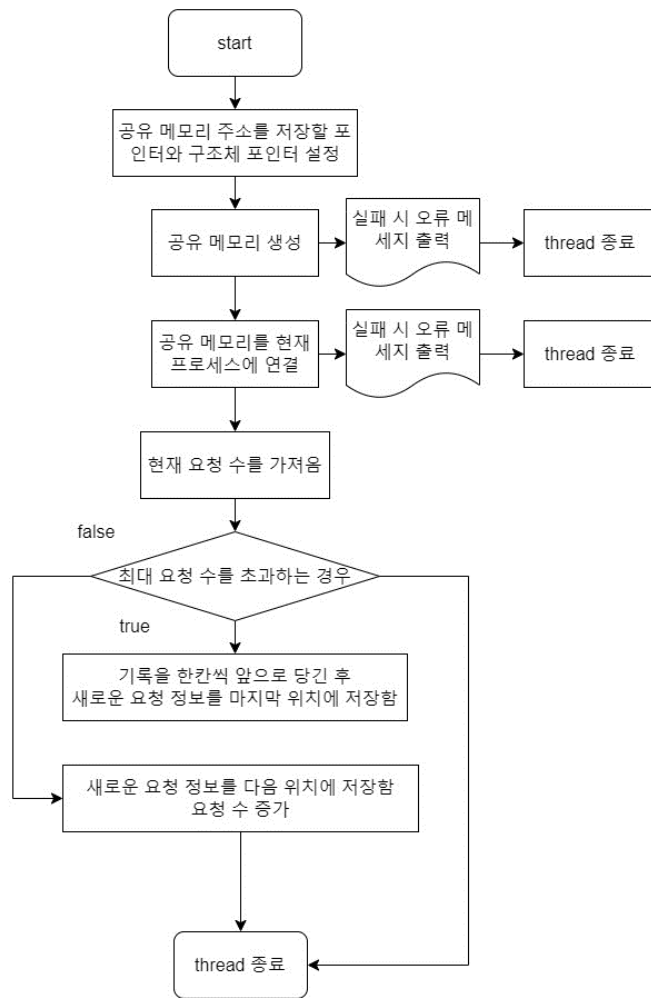 start
공유 메모리 주소를 저장할 포
인터와 구조체 포인터 설정
공유 메모리 생성
실패 시 오류 메
세지 출력
thread 종료
공유 메모리를 현재
프로세스에 연결
실패 시 오류 메
세지 출력
thread 종료
현재 요청 수를 가져옴
false
최대 요청 수를 초과하는 경우
true
기록을 한칸씩 앞으로 당긴 후
새로운 요청 정보를 마지막 위치에 저장함
새로운 요청 정보를 다음 위치에 저장함
요청 수 증가
thread 종료